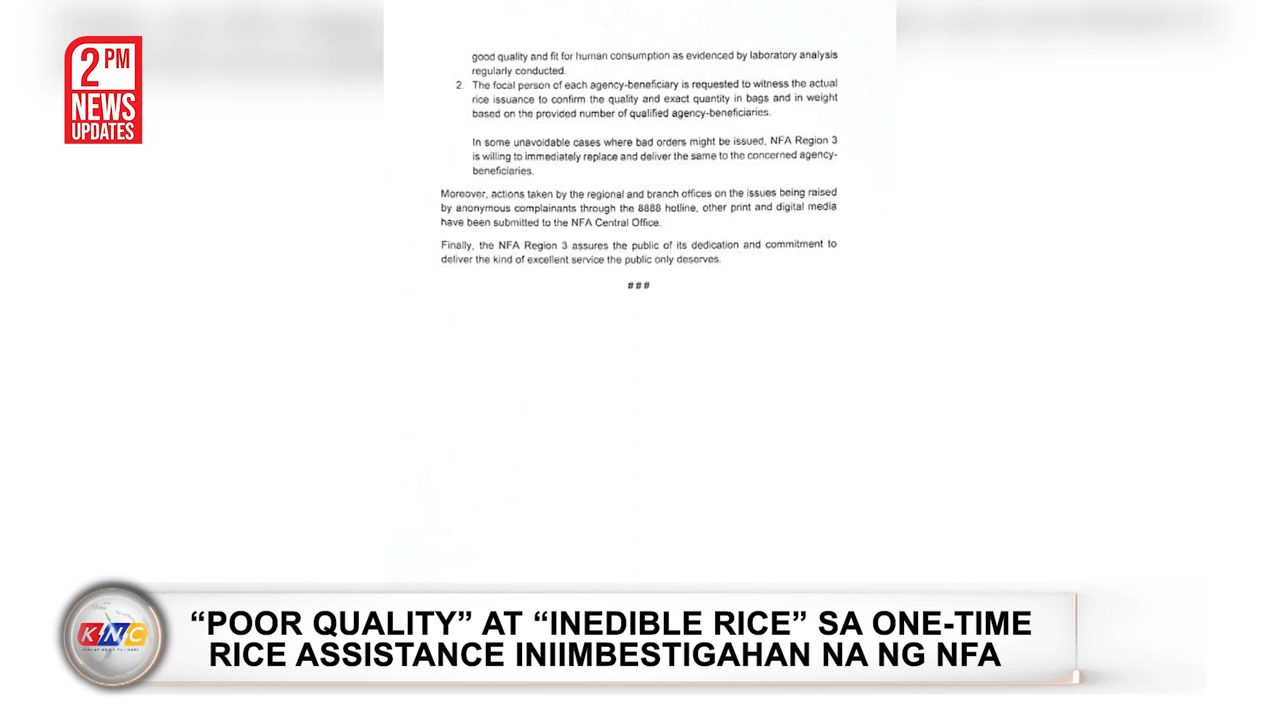 2 PM
NEWS
UPDATES
good quality and fit for human consumption as evidenced by laboratory analysis
regularly conducted.
2. The focal person of each agency-beneficiary is requested to witness the actual
rice issuance to confirm the quality and exact quantity in bags and in weight
based on the provided number of qualified agency-beneficiaries.
In some unavoidable cases where bad orders might be issued, NFA Region 3
is willing to immediately replace and deliver the same to the concerned agency-
beneficiaries.
Moreover, actions taken by the regional and branch offices on the issues being raised
by anonymous complainants through the 8888 hotline, other print and digital media
have been submitted to the NFA Central Office.
Finally, the NFA Region 3 assures the public of its dedication and commitment to
deliver the kind of excellent service the public only deserves.
###
KNC
“POOR QUALITY” AT “INEDIBLE RICE” SA ONE-TIME
RICE ASSISTANCE INIIMBESTIGAHAN NA NG NFA